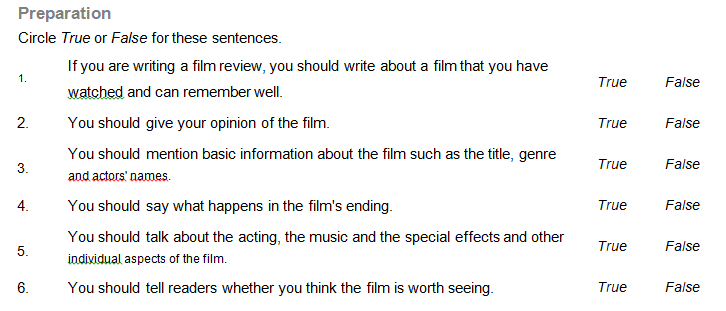 Preparation
Circle True or False for these sentences.
If you are writing a film review, you should write about a film that you have
1. watched and can remember well. True False
2. You should give your opinion of the film. True False
You should mention basic information about the film such as the title, genre
3. and actors' names. True False
4. You should say what happens in the film's ending. True False
You should talk about the acting, the music and the special effects and other
5. individual aspects of the film. True False
6. You should tell readers whether you think the film is worth seeing. True False